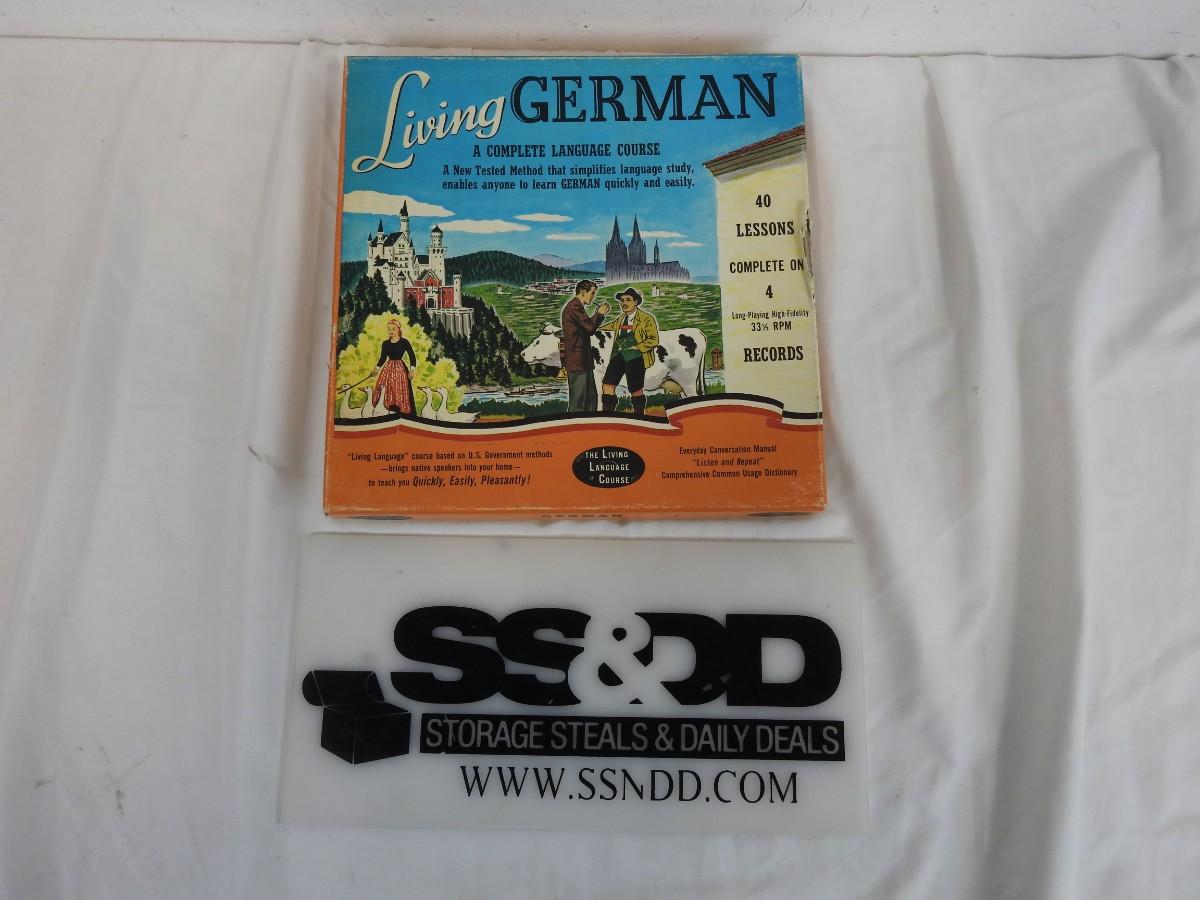 Living GERMAN
A COMPLETE LANGUAGE COURSE
A New Tested Method that simplifies language study,
enables anyone to learn GERMAN quickly and easily.
40
LESSONS
COMPLETE ON
4
Long-Playing High-Fidelity
33⅓ RPM
RECORDS
"Living Language" course based on U.S. Government methods
—brings native speakers into your home—
to teach you Quickly, Easily, Pleasantly!
THE LIVING
LANGUAGE
COURSE
Everyday Conversation Manual
"Listen and Repeat"
Comprehensive Common Usage Dictionary
GERMAN
SS&DD
STORAGE STEALS & DAILY DEALS
WWW.SSNDD.COM